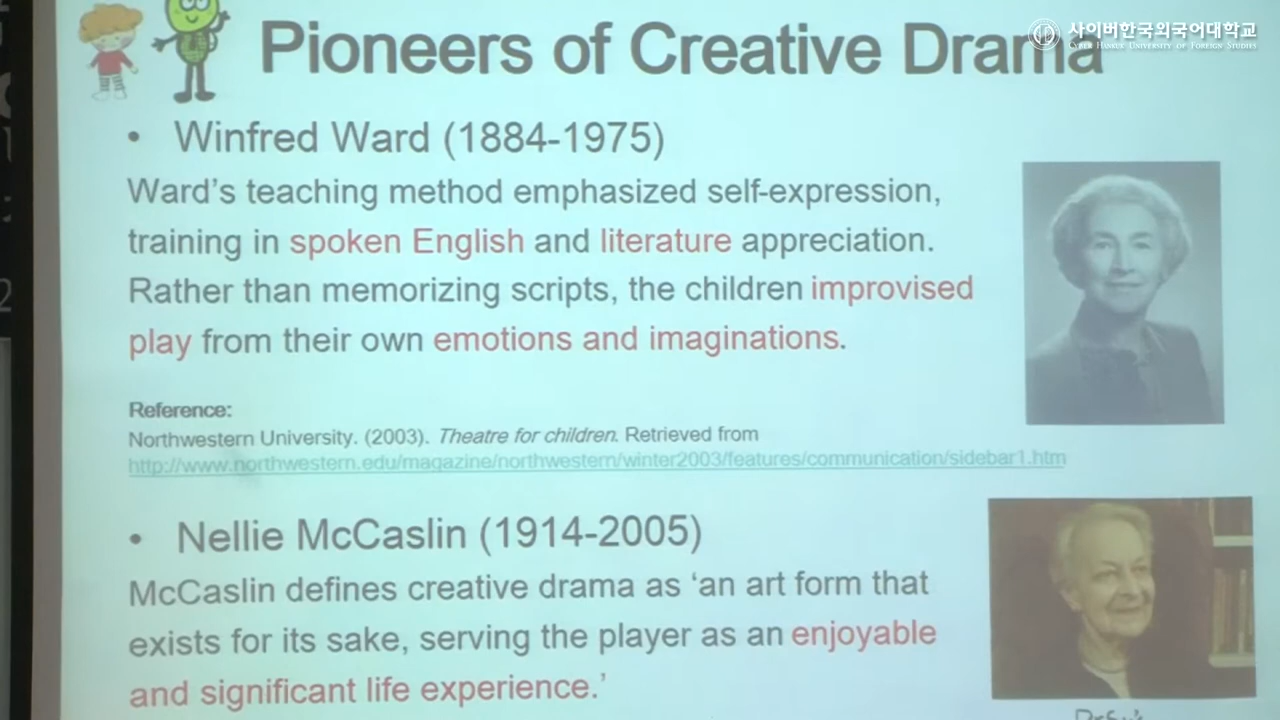 Pioneers of Creative Drama
사이버한국외국어대학교
CYBER HANKUK UNIVERSITY OF FOREIGN STUDIES
• Winfred Ward (1884-1975)
Ward's teaching method emphasized self-expression,
training in spoken English and literature appreciation.
Rather than memorizing scripts, the children improvised
play from their own emotions and imaginations.
Reference:
Northwestern University. (2003). Theatre for children. Retrieved from
http://www.northwestern.edu/magazine/northwestern/winter2003/features/communication/sidebar1.htm
• Nellie McCaslin (1914-2005)
McCaslin defines creative drama as ‘an art form that
exists for its sake, serving the player as an enjoyable
and significant life experience.’